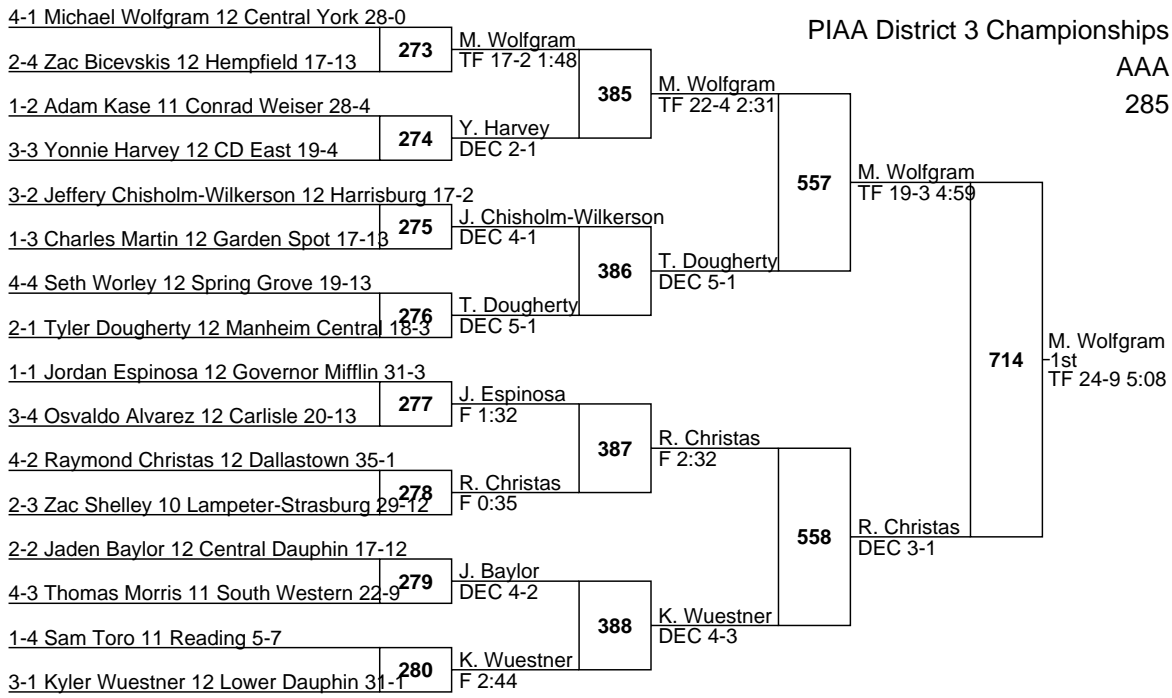 PIAA District 3 Championships
AAA
285
4-1 Michael Wolfgram 12 Central York 28-0
273
2-4 Zac Bicevskis 12 Hempfield 17-13
M. Wolfgram
TF 17-2 1:48
385
1-2 Adam Kase 11 Conrad Weiser 28-4
274
3-3 Yonnie Harvey 12 CD East 19-4
Y. Harvey
DEC 2-1
M. Wolfgram
TF 22-4 2:31
557
3-2 Jeffery Chisholm-Wilkerson 12 Harrisburg 17-2
275
1-3 Charles Martin 12 Garden Spot 17-13
J. Chisholm-Wilkerson
DEC 4-1
386
4-4 Seth Worley 12 Spring Grove 19-13
276
2-1 Tyler Dougherty 12 Manheim Central 18-3
T. Dougherty
DEC 5-1
T. Dougherty
DEC 5-1
M. Wolfgram
TF 19-3 4:59
714
1-1 Jordan Espinosa 12 Governor Mifflin 31-3
277
3-4 Osvaldo Alvarez 12 Carlisle 20-13
J. Espinosa
F 1:32
387
4-2 Raymond Christas 12 Dallastown 35-1
278
2-3 Zac Shelley 10 Lampeter-Strasburg 29-12
R. Christas
F 0:35
R. Christas
F 2:32
558
2-2 Jaden Baylor 12 Central Dauphin 17-12
279
4-3 Thomas Morris 11 South Western 22-9
J. Baylor
DEC 4-2
388
1-4 Sam Toro 11 Reading 5-7
280
3-1 Kyler Wuestner 12 Lower Dauphin 31-1
K. Wuestner
F 2:44
K. Wuestner
DEC 4-3
R. Christas
DEC 3-1
M. Wolfgram
1st
TF 24-9 5:08